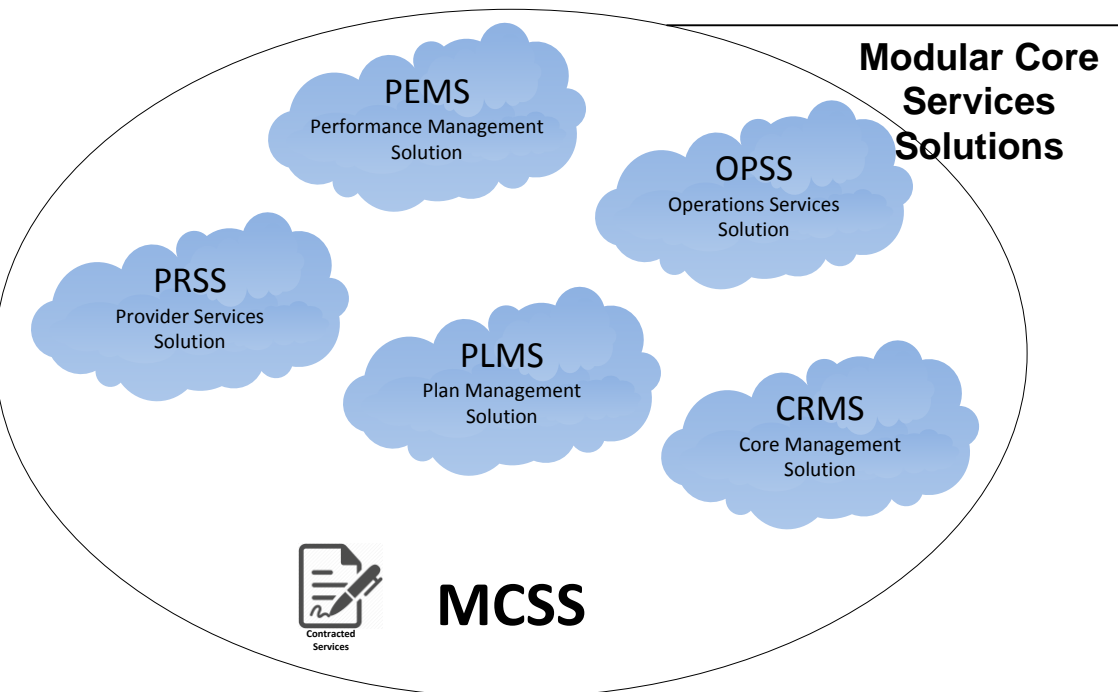 Modular Core
Services
Solutions
PEMS
Performance Management
Solution
OPSS
Operations Services
Solution
PRSS
Provider Services
Solution
PLMS
Plan Management
Solution
CRMS
Core Management
Solution
Contracted
Services
MCSS